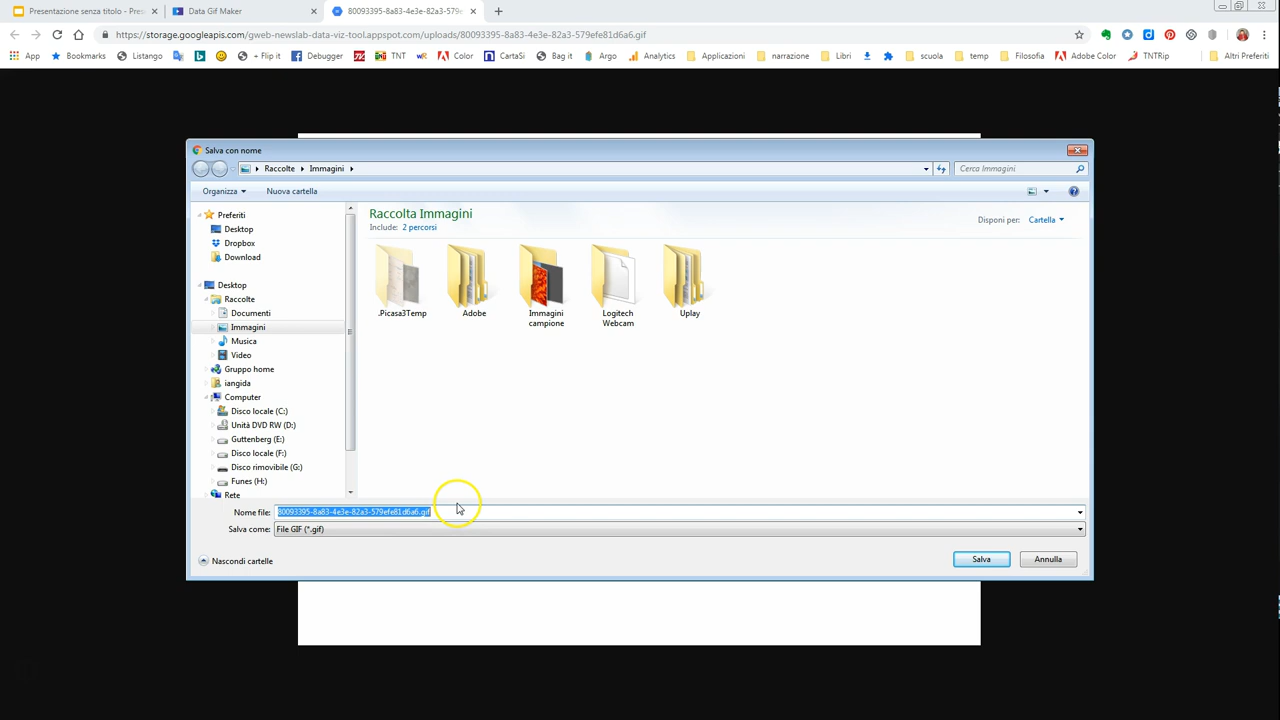 Presentazione senza titolo - Pres
Data Gif Maker
80093395-8a83-4e3e-82a3-579e
https://storage.googleapis.com/gweb-newslab-data-viz-tool.appspot.com/uploads/80093395-8a83-4e3e-82a3-579efe81d6a6.gif
App Bookmarks Listango + Flip it Debugger TNT Color CartaSi Bag it Argo Analytics Applicazioni narrazione Libri scuola temp Filosofia Adobe Color TNTRip Altri Preferiti
Salva con nome
Raccolte Immagini
Cerca Immagini
Organizza Nuova cartella
Preferiti
Desktop
Dropbox
Download
Desktop
Raccolte
Documenti
Immagini
Musica
Video
Gruppo home
iangida
Computer
Disco locale (C:)
Unità DVD RW (D:)
Guttenberg (E:)
Disco locale (F:)
Disco rimovibile (G:)
Funes (H:)
Rete
Raccolta Immagini
Include: 2 percorsi
Disponi per: Cartella
.Picasa3Temp
Adobe
Immagini
campione
Logitech
Webcam
Uplay
Nome file: 80093395-8a83-4e3e-82a3-579efe81d6a6.gif
Salva come: File GIF (*.gif)
Nascondi cartelle
Salva
Annulla